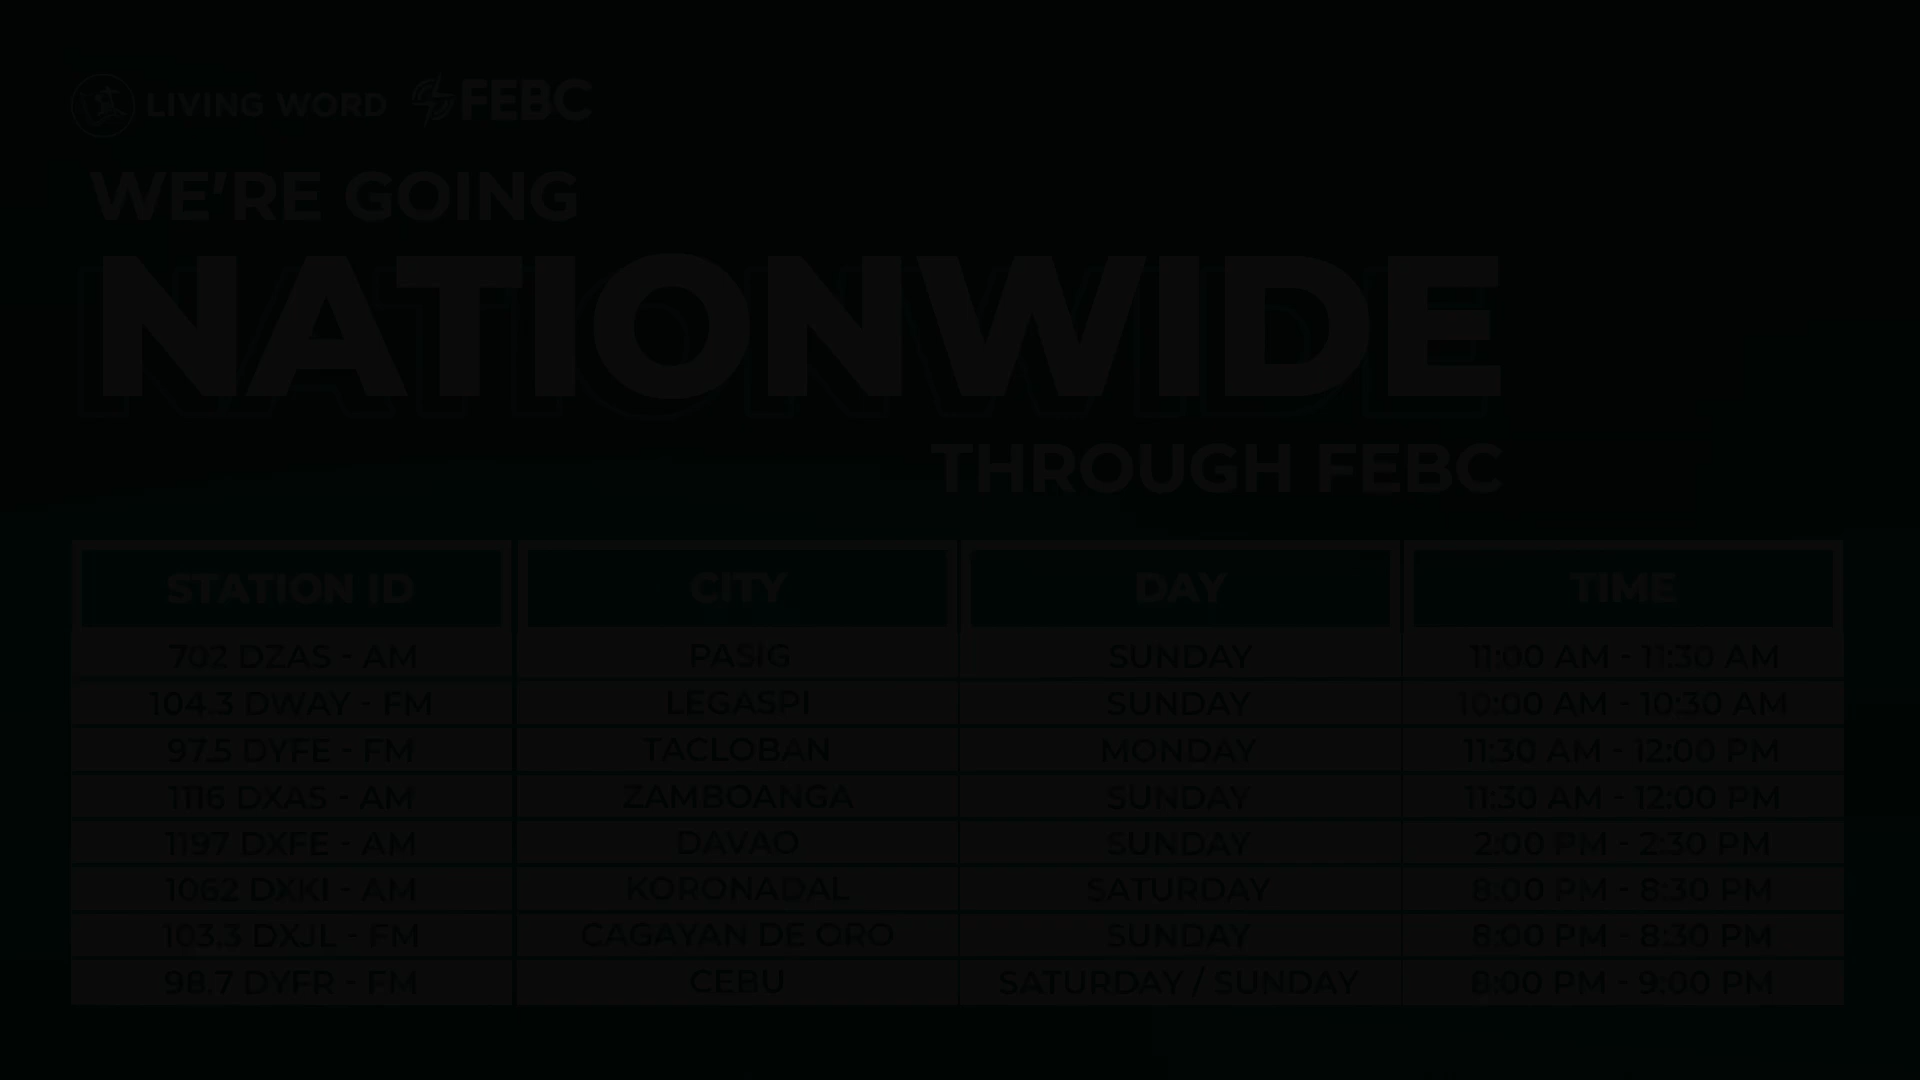 LIVING WORD FEBC
WE'RE GOING
NATIONWIDE
THROUGH FEBC
STATION ID CITY DAY TIME
702 DZAS - AM PASIG SUNDAY 11:00 AM - 11:30 AM
104.3 DWAY - FM LEGASPI SUNDAY 10:00 AM - 10:30 AM
97.5 DYFE - FM TACLOBAN MONDAY 11:30 AM - 12:00 PM
1116 DXAS - AM ZAMBOANGA SUNDAY 11:30 AM - 12:00 PM
1197 DXFE - AM DAVAO SUNDAY 2:00 PM - 2:30 PM
1062 DXKI - AM KORONADAL SATURDAY 8:00 PM - 8:30 PM
103.3 DXJL - FM CAGAYAN DE ORO SUNDAY 8:00 PM - 8:30 PM
98.7 DYFR - FM CEBU SATURDAY / SUNDAY 8:00 PM - 9:00 PM